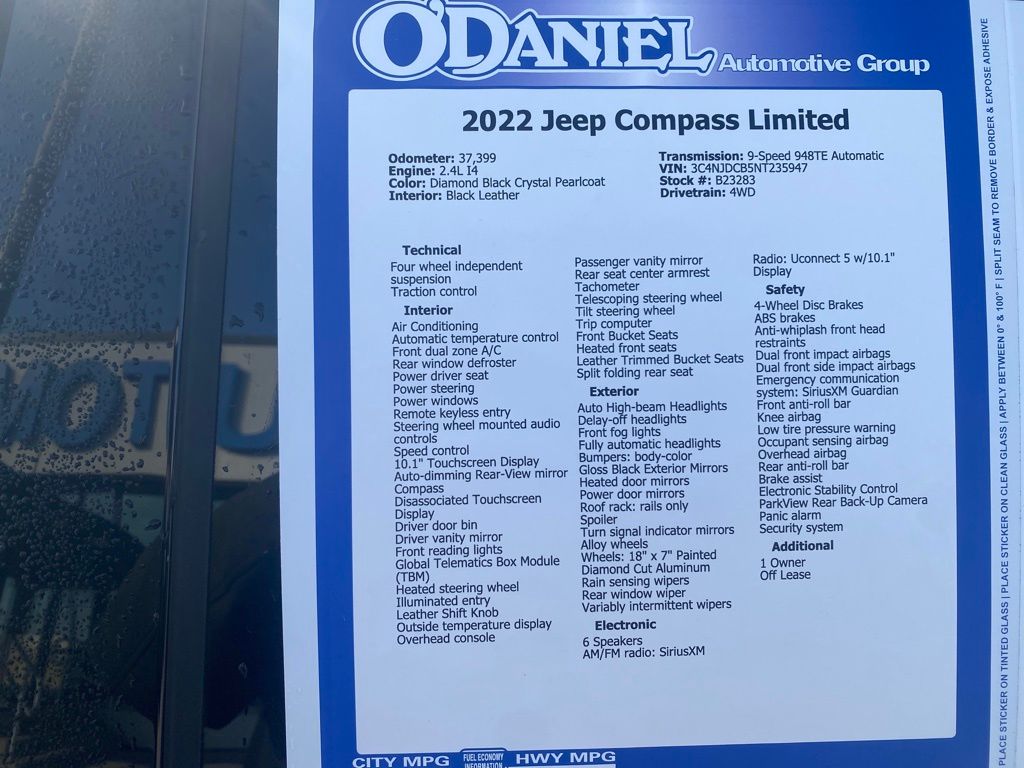 O'DANIEL
Automotive Group
2022 Jeep Compass Limited
Odometer: 37,399
Engine: 2.4L I4
Color: Diamond Black Crystal Pearlcoat
Interior: Black Leather
Transmission: 9-Speed 948TE Automatic
VIN: 3C4NJDCB5NT235947
Stock #: B23283
Drivetrain: 4WD
Technical
Four wheel independent
suspension
Traction control
Interior
Air Conditioning
Automatic temperature control
Front dual zone A/C
Rear window defroster
Power driver seat
Power steering
Power windows
Remote keyless entry
Steering wheel mounted audio
controls
Speed control
10.1" Touchscreen Display
Auto-dimming Rear-View mirror
Compass
Disassociated Touchscreen
Display
Driver door bin
Driver vanity mirror
Front reading lights
Global Telematics Box Module
(TBM)
Heated steering wheel
Illuminated entry
Leather Shift Knob
Outside temperature display
Overhead console
Passenger vanity mirror
Rear seat center armrest
Tachometer
Telescoping steering wheel
Tilt steering wheel
Trip computer
Front Bucket Seats
Heated front seats
Leather Trimmed Bucket Seats
Split folding rear seat
Exterior
Auto High-beam Headlights
Delay-off headlights
Front fog lights
Fully automatic headlights
Bumpers: body-color
Gloss Black Exterior Mirrors
Heated door mirrors
Power door mirrors
Roof rack: rails only
Spoiler
Turn signal indicator mirrors
Alloy wheels
Wheels: 18" x 7" Painted
Diamond Cut Aluminum
Rain sensing wipers
Rear window wiper
Variably intermittent wipers
Electronic
6 Speakers
AM/FM radio: SiriusXM
Radio: Uconnect 5 w/10.1"
Display
Safety
4-Wheel Disc Brakes
ABS brakes
Anti-whiplash front head
restraints
Dual front impact airbags
Dual front side impact airbags
Emergency communication
system: SiriusXM Guardian
Front anti-roll bar
Knee airbag
Low tire pressure warning
Occupant sensing airbag
Overhead airbag
Rear anti-roll bar
Brake assist
Electronic Stability Control
ParkView Rear Back-Up Camera
Panic alarm
Security system
Additional
1 Owner
Off Lease
CITY MPG
FUEL ECONOMY
INFORMATION
HWY MPG
PLACE STICKER ON TINTED GLASS | PLACE STICKER ON CLEAN GLASS | APPLY BETWEEN 0° & 100° F | SPLIT SEAM TO REMOVE BORDER & EXPOSE ADHESIVE